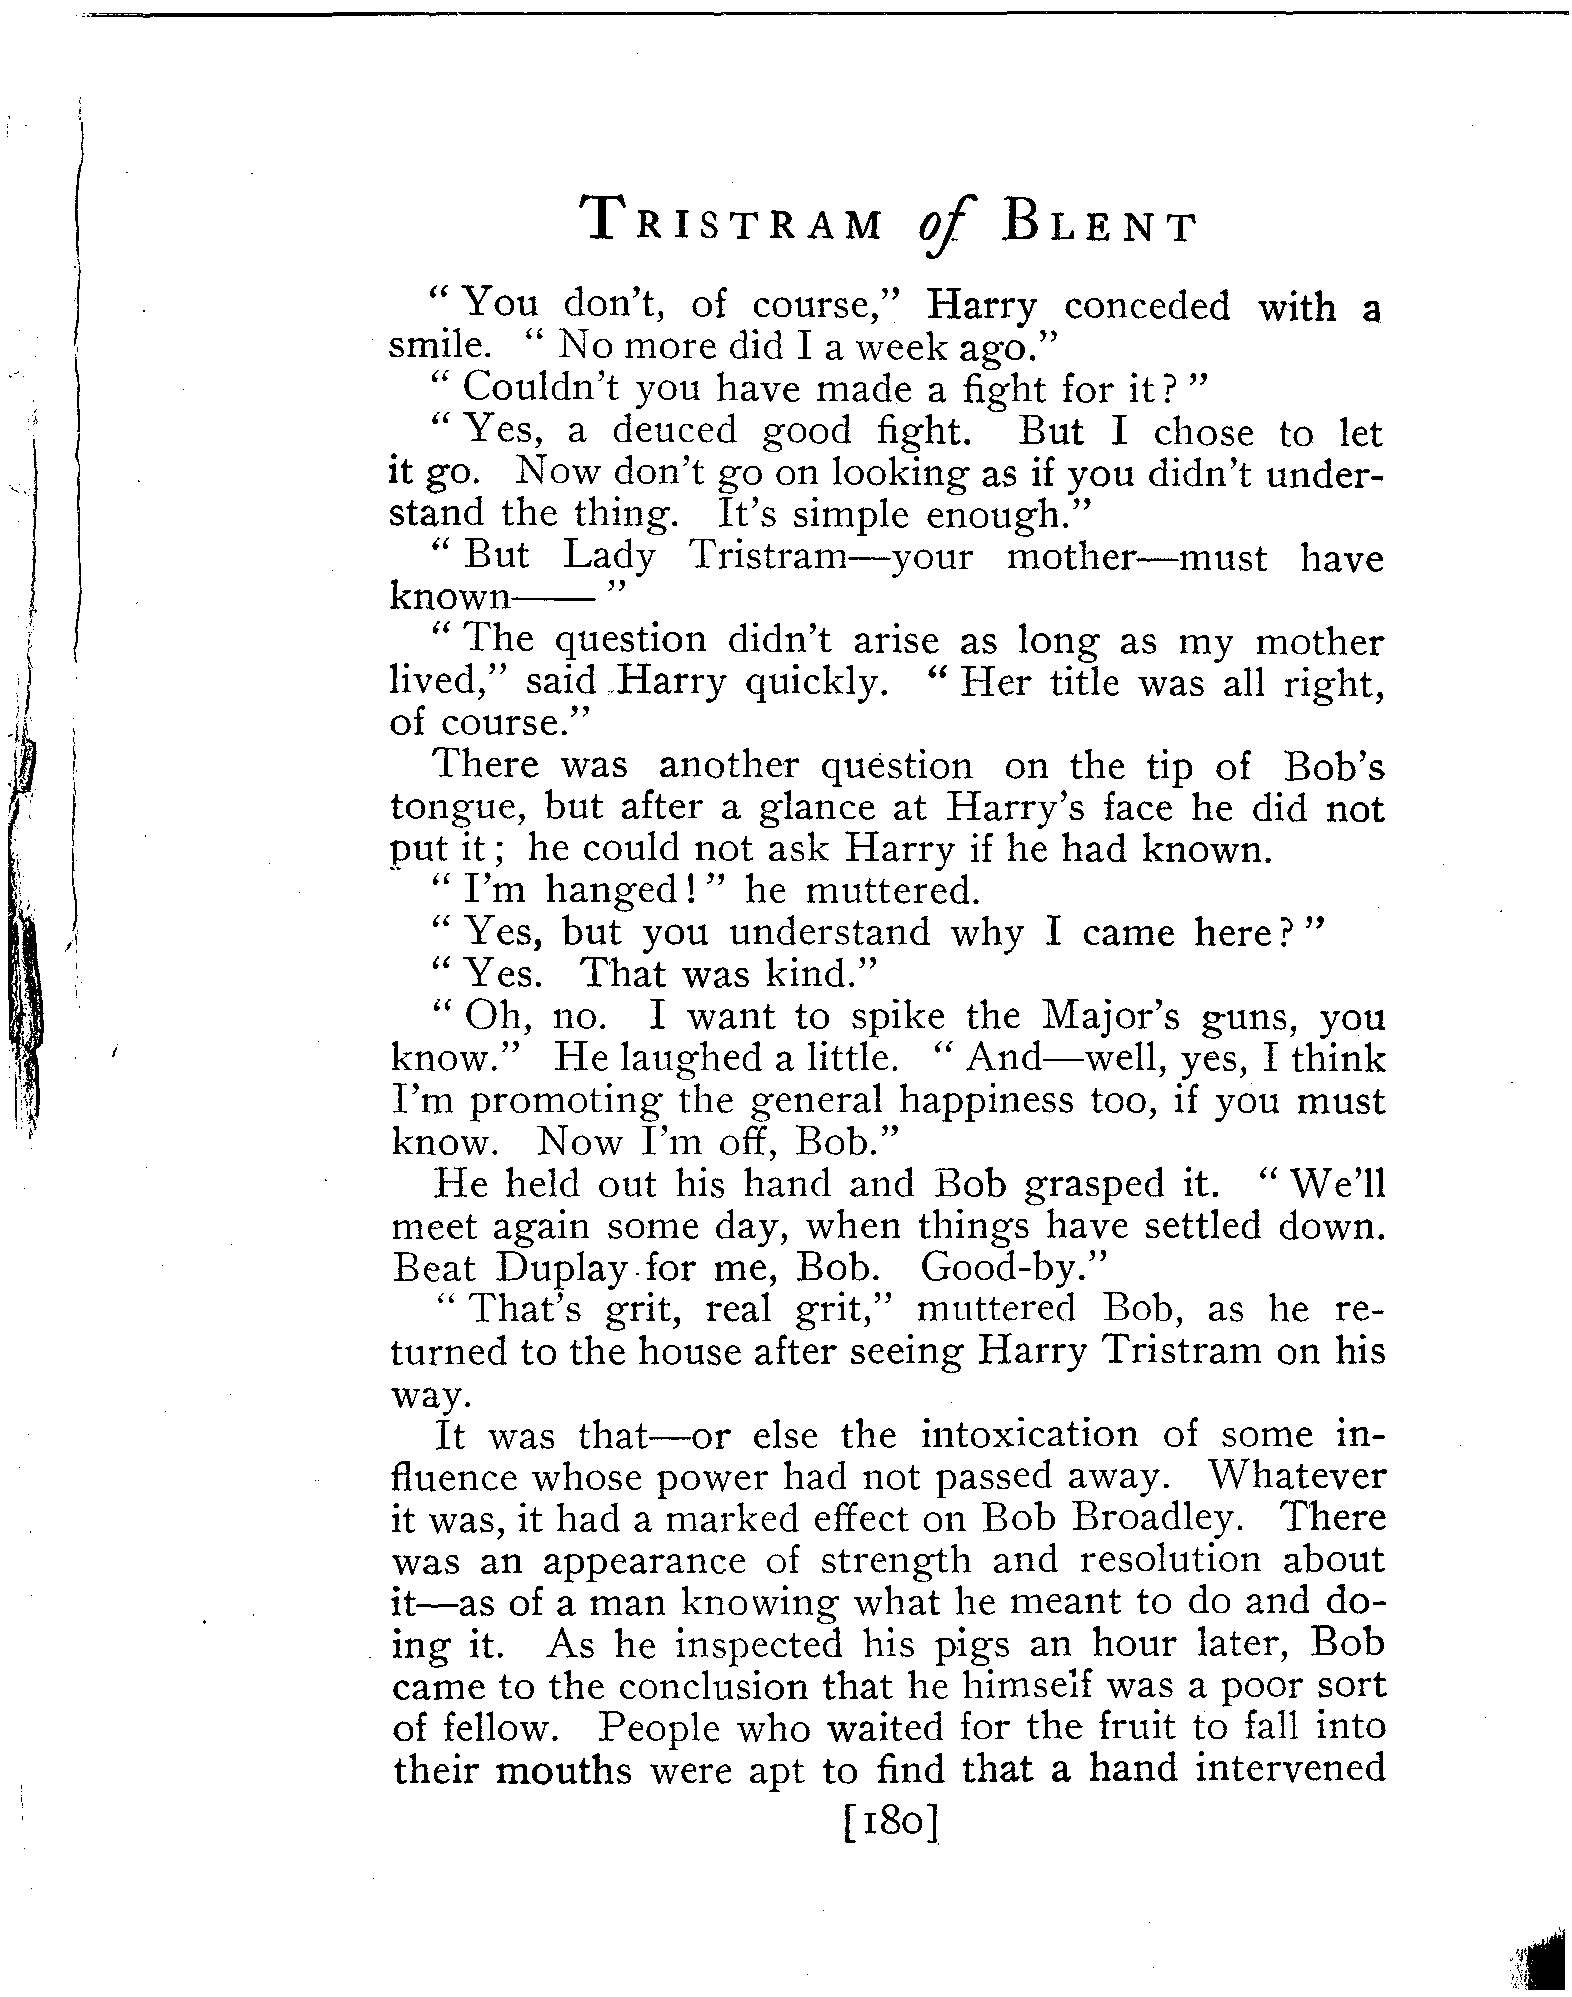 TRISTRAM of BLENT
“ You don't, of course,” Harry conceded with a
smile. “ No more did I a week ago.”
“ Couldn't you have made a fight for it? ”
“ Yes, a deuced good fight. But I chose to let
it go. Now don't go on looking as if you didn't under-
stand the thing. It's simple enough.”
“ But Lady Tristram—your mother—must have
known—— ”
“ The question didn't arise as long as my mother
lived,” said Harry quickly. “ Her title was all right,
of course.”
There was another question on the tip of Bob's
tongue, but after a glance at Harry's face he did not
put it ; he could not ask Harry if he had known.
“ I'm hanged! ” he muttered.
“ Yes, but you understand why I came here? ”
“ Yes. That was kind.”
“ Oh, no. I want to spike the Major's guns, you
know.” He laughed a little. “ And—well, yes, I think
I'm promoting the general happiness too, if you must
know. Now I'm off, Bob.”
He held out his hand and Bob grasped it. “ We'll
meet again some day, when things have settled down.
Beat Duplay for me, Bob. Good-by.”
“ That's grit, real grit,” muttered Bob, as he re-
turned to the house after seeing Harry Tristram on his
way.
It was that—or else the intoxication of some in-
fluence whose power had not passed away. Whatever
it was, it had a marked effect on Bob Broadley. There
was an appearance of strength and resolution about
it—as of a man knowing what he meant to do and do-
ing it. As he inspected his pigs an hour later, Bob
came to the conclusion that he himself was a poor sort
of fellow. People who waited for the fruit to fall into
their mouths were apt to find that a hand intervened
[180]